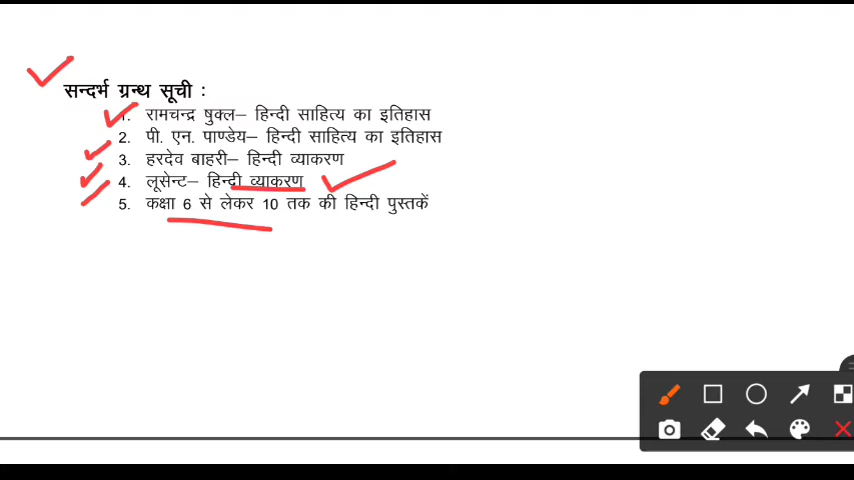 सन्दर्भ ग्रन्थ सूची :
1. रामचन्द्र षुक्ल– हिन्दी साहित्य का इतिहास
2. पी. एन. पाण्डेय– हिन्दी साहित्य का इतिहास
3. हरदेव बाहरी– हिन्दी व्याकरण
4. लूसेन्ट– हिन्दी व्याकरण
5. कक्षा 6 से लेकर 10 तक की हिन्दी पुस्तकें